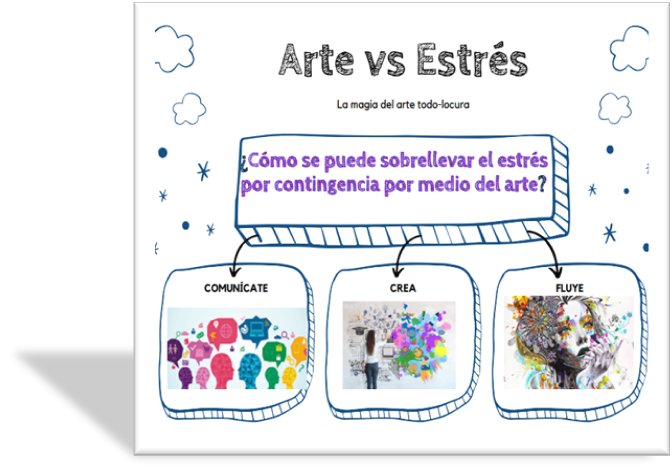 Arte vs Estrés
La magia del arte todo-locura
¿Cómo se puede sobrellevar el estrés
por contingencia por medio del arte?
COMUNÍCATE
CREA
FLUYE